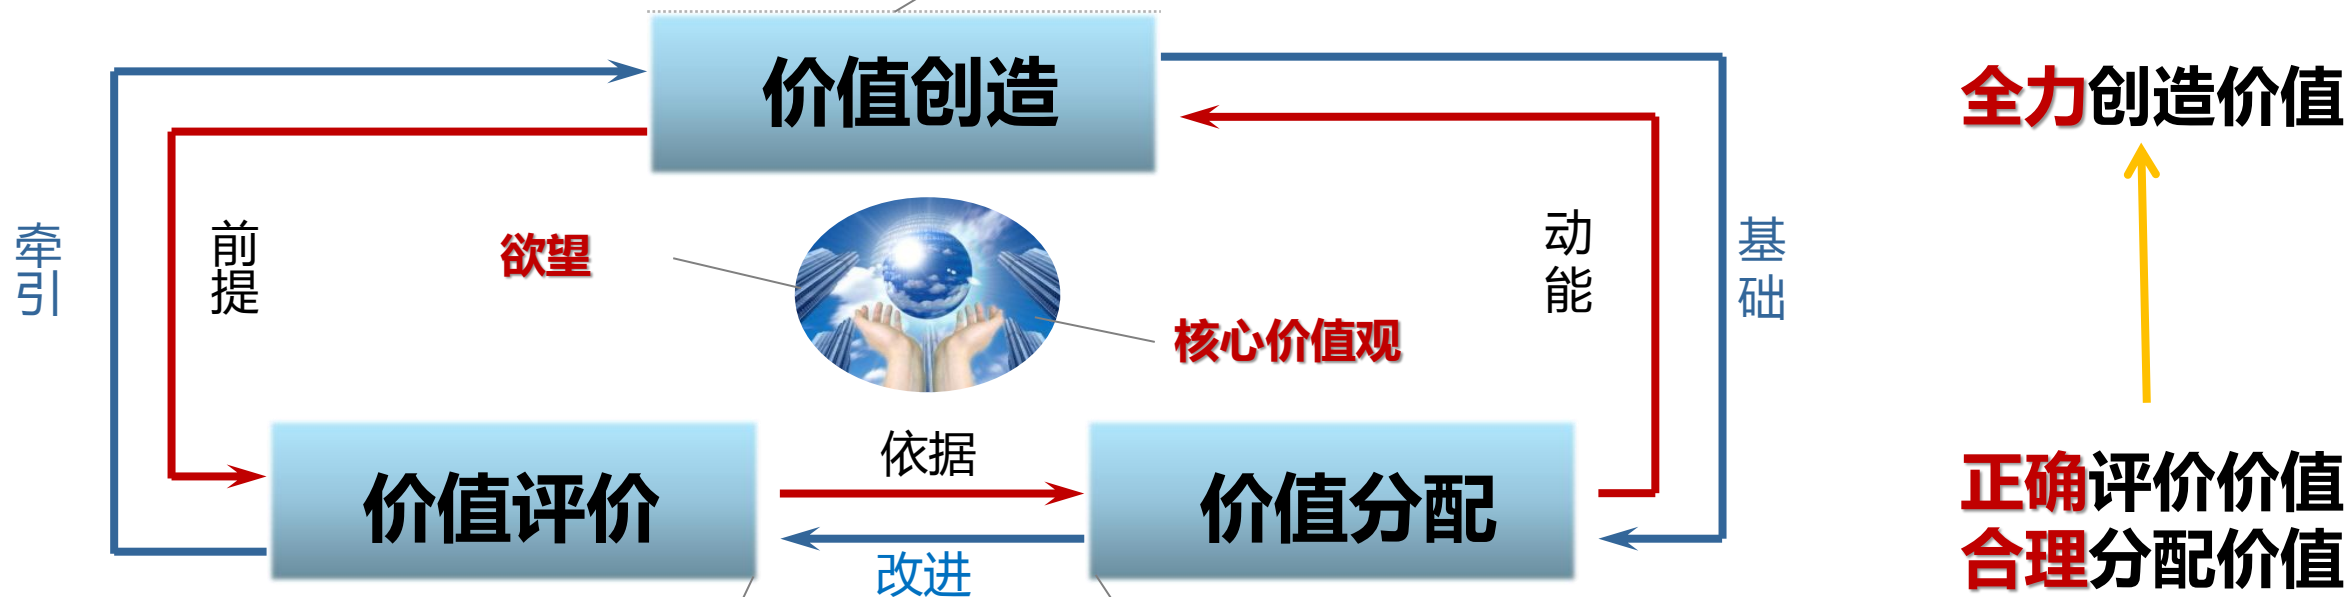 价值创造
全力创造价值
牵引
前提
欲望
核心价值观
动能
基础
依据
价值评价
价值分配
改进
正确评价价值
合理分配价值